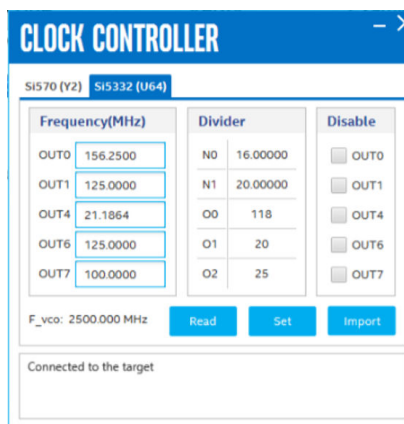 CLOCK CONTROLLER
Si570 (Y2) Si5332 (U64)
Frequency(MHz) Divider Disable
OUT0 156.2500 N0 16.00000 OUT0
OUT1 125.0000 N1 20.00000 OUT1
OUT4 21.1864 O0 118 OUT4
OUT6 125.0000 O1 20 OUT6
OUT7 100.0000 O2 25 OUT7
F_vco: 2500.000 MHz Read Set Import
Connected to the target